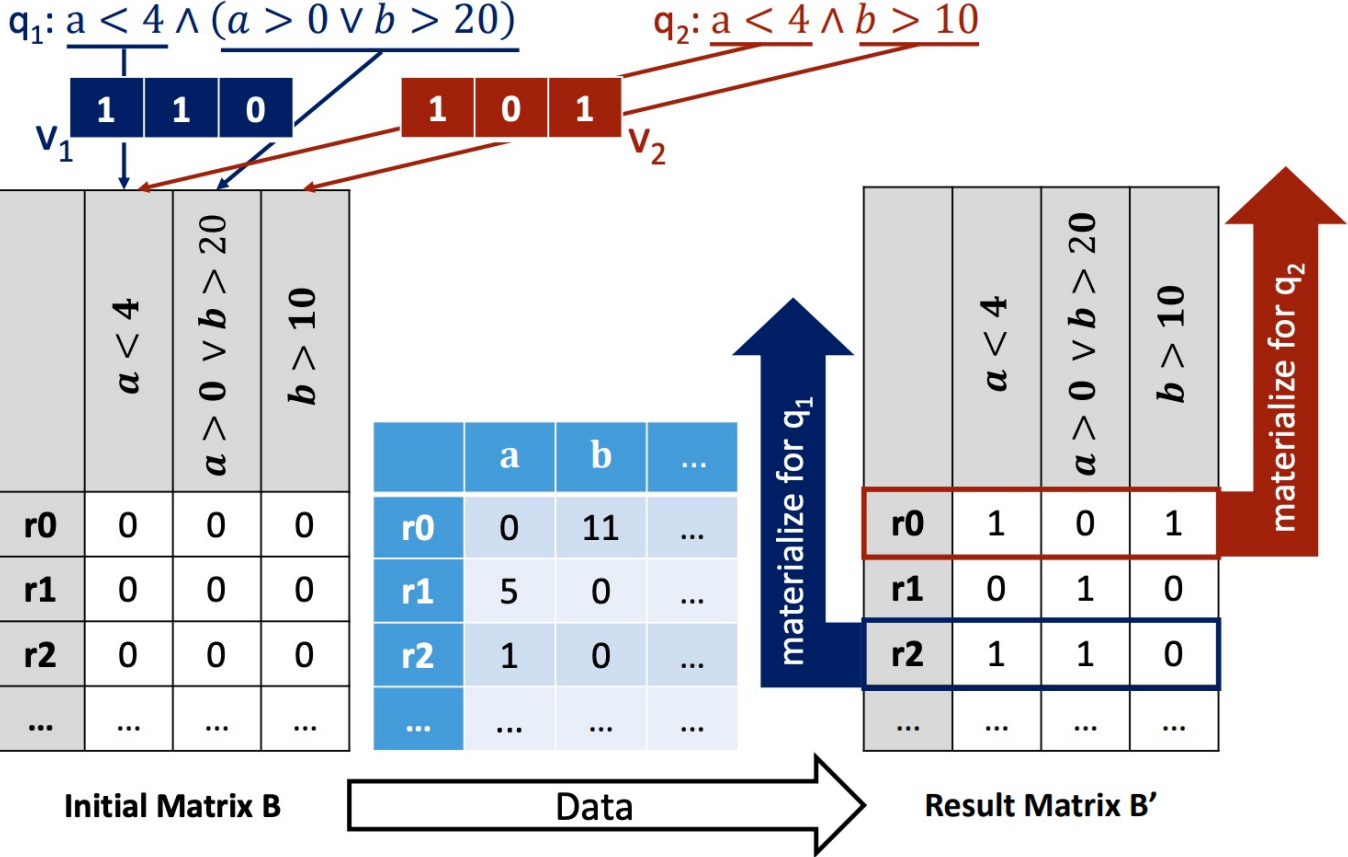 q₁: a < 4 ∧ (a > 0 ∨ b > 20)
q₂: a < 4 ∧ b > 10
1 1 0
v₁
1 0 1
v₂
a < 4
a > 0 ∨ b > 20
b > 10
r0 0 0 0
r1 0 0 0
r2 0 0 0
... ... ... ...
Initial Matrix B
a b ...
r0 0 11 ...
r1 5 0 ...
r2 1 0 ...
... ... ... ...
Data
materialize for q₁
a < 4
a > 0 ∨ b > 20
b > 10
r0 1 0 1
r1 0 1 0
r2 1 1 0
... ... ... ...
Result Matrix B’
materialize for q₂